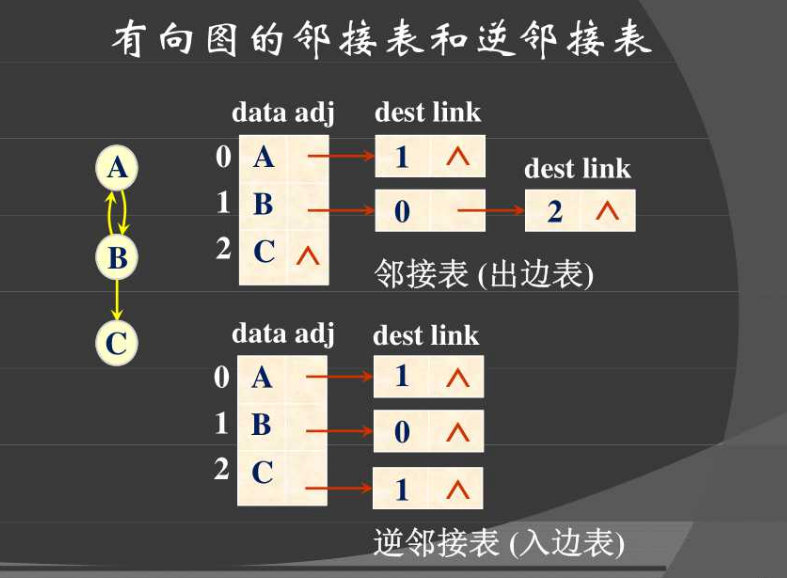 有向图的邻接表和逆邻接表
data adj dest link
0 A 1 ∧
dest link
1 B 0 2 ∧
2 C ∧
邻接表 (出边表)
A
B
C
data adj dest link
0 A 1 ∧
1 B 0 ∧
2 C 1 ∧
逆邻接表 (入边表)